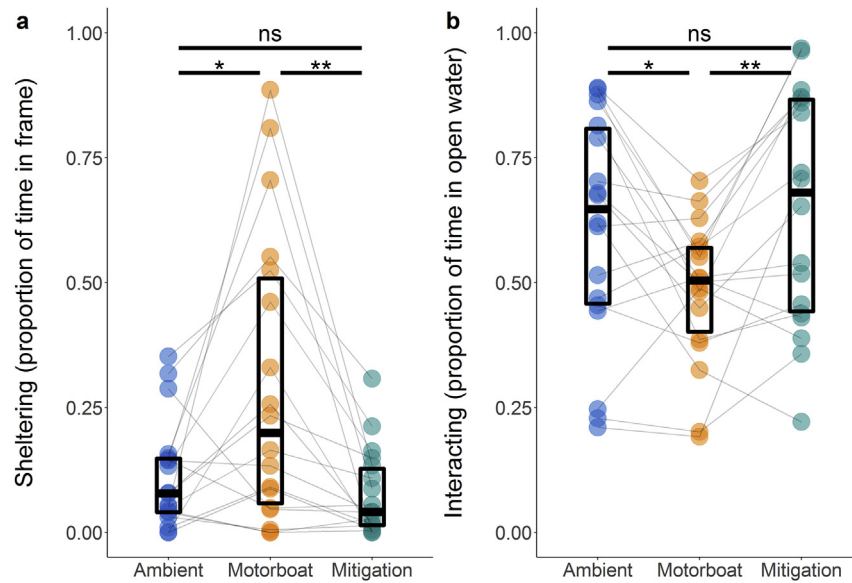 a
ns
*
**
1.00
0.75
0.50
0.25
0.00
Sheltering (proportion of time in frame)
Ambient
Motorboat
Mitigation
b
ns
*
**
1.00
0.75
0.50
0.25
0.00
Interacting (proportion of time in open water)
Ambient
Motorboat
Mitigation